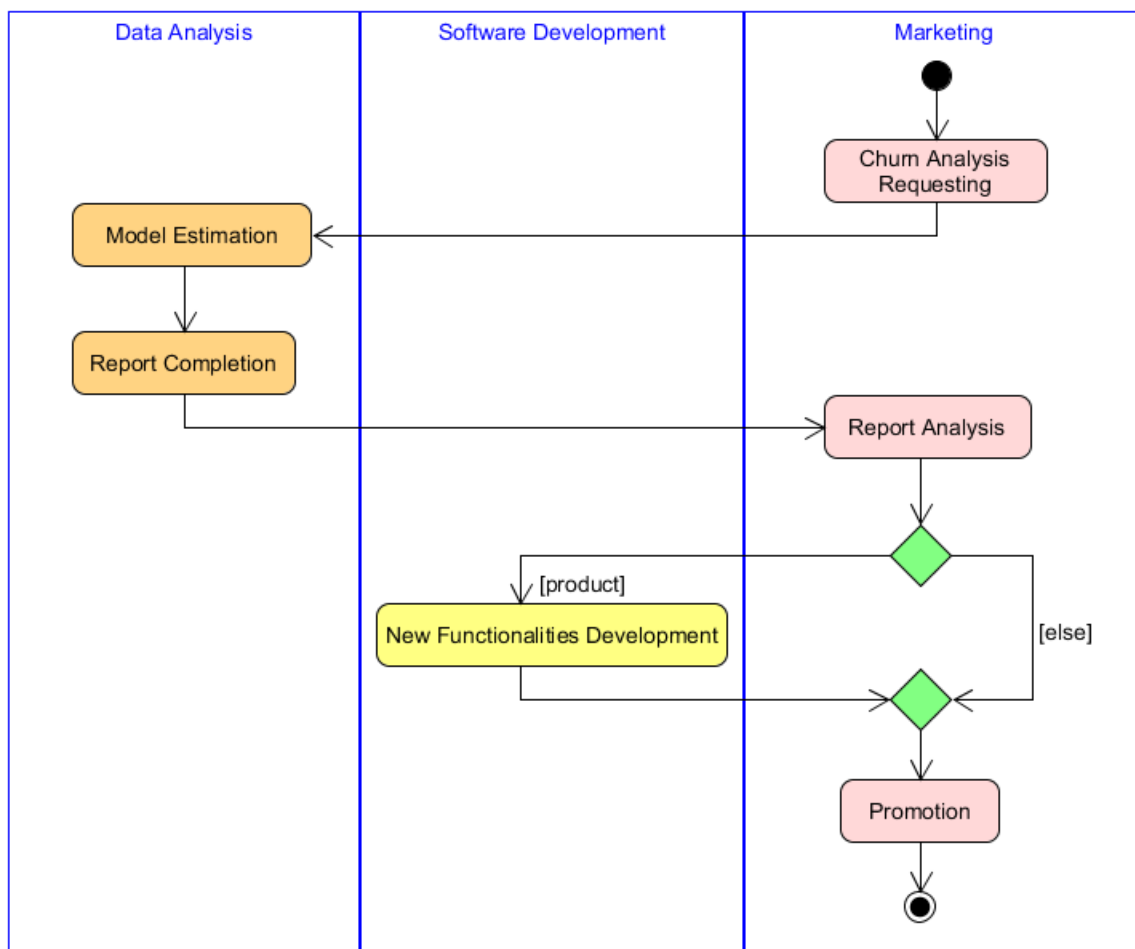 Data Analysis
Software Development
Marketing
Churn Analysis
Requesting
Model Estimation
Report Completion
Report Analysis
[product]
New Functionalities Development
[else]
Promotion